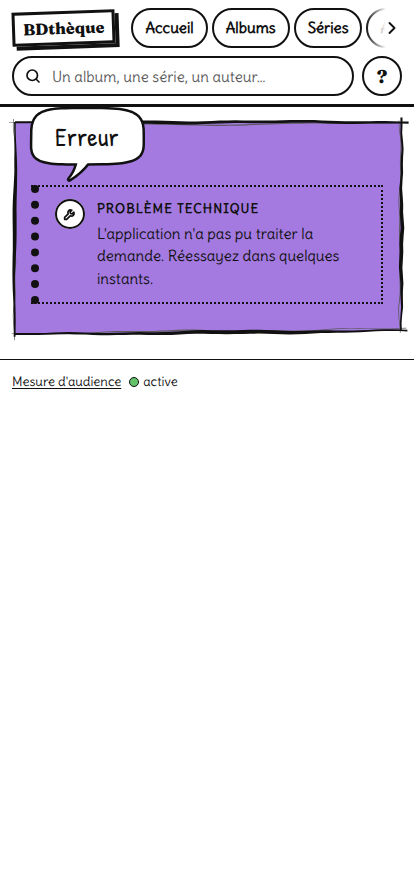 BDthèque
Accueil
Albums
Séries
Un album, une série, un auteur...
?
Erreur
PROBLÈME TECHNIQUE
L'application n'a pas pu traiter la
demande. Réessayez dans quelques
instants.
Mesure d'audience
active